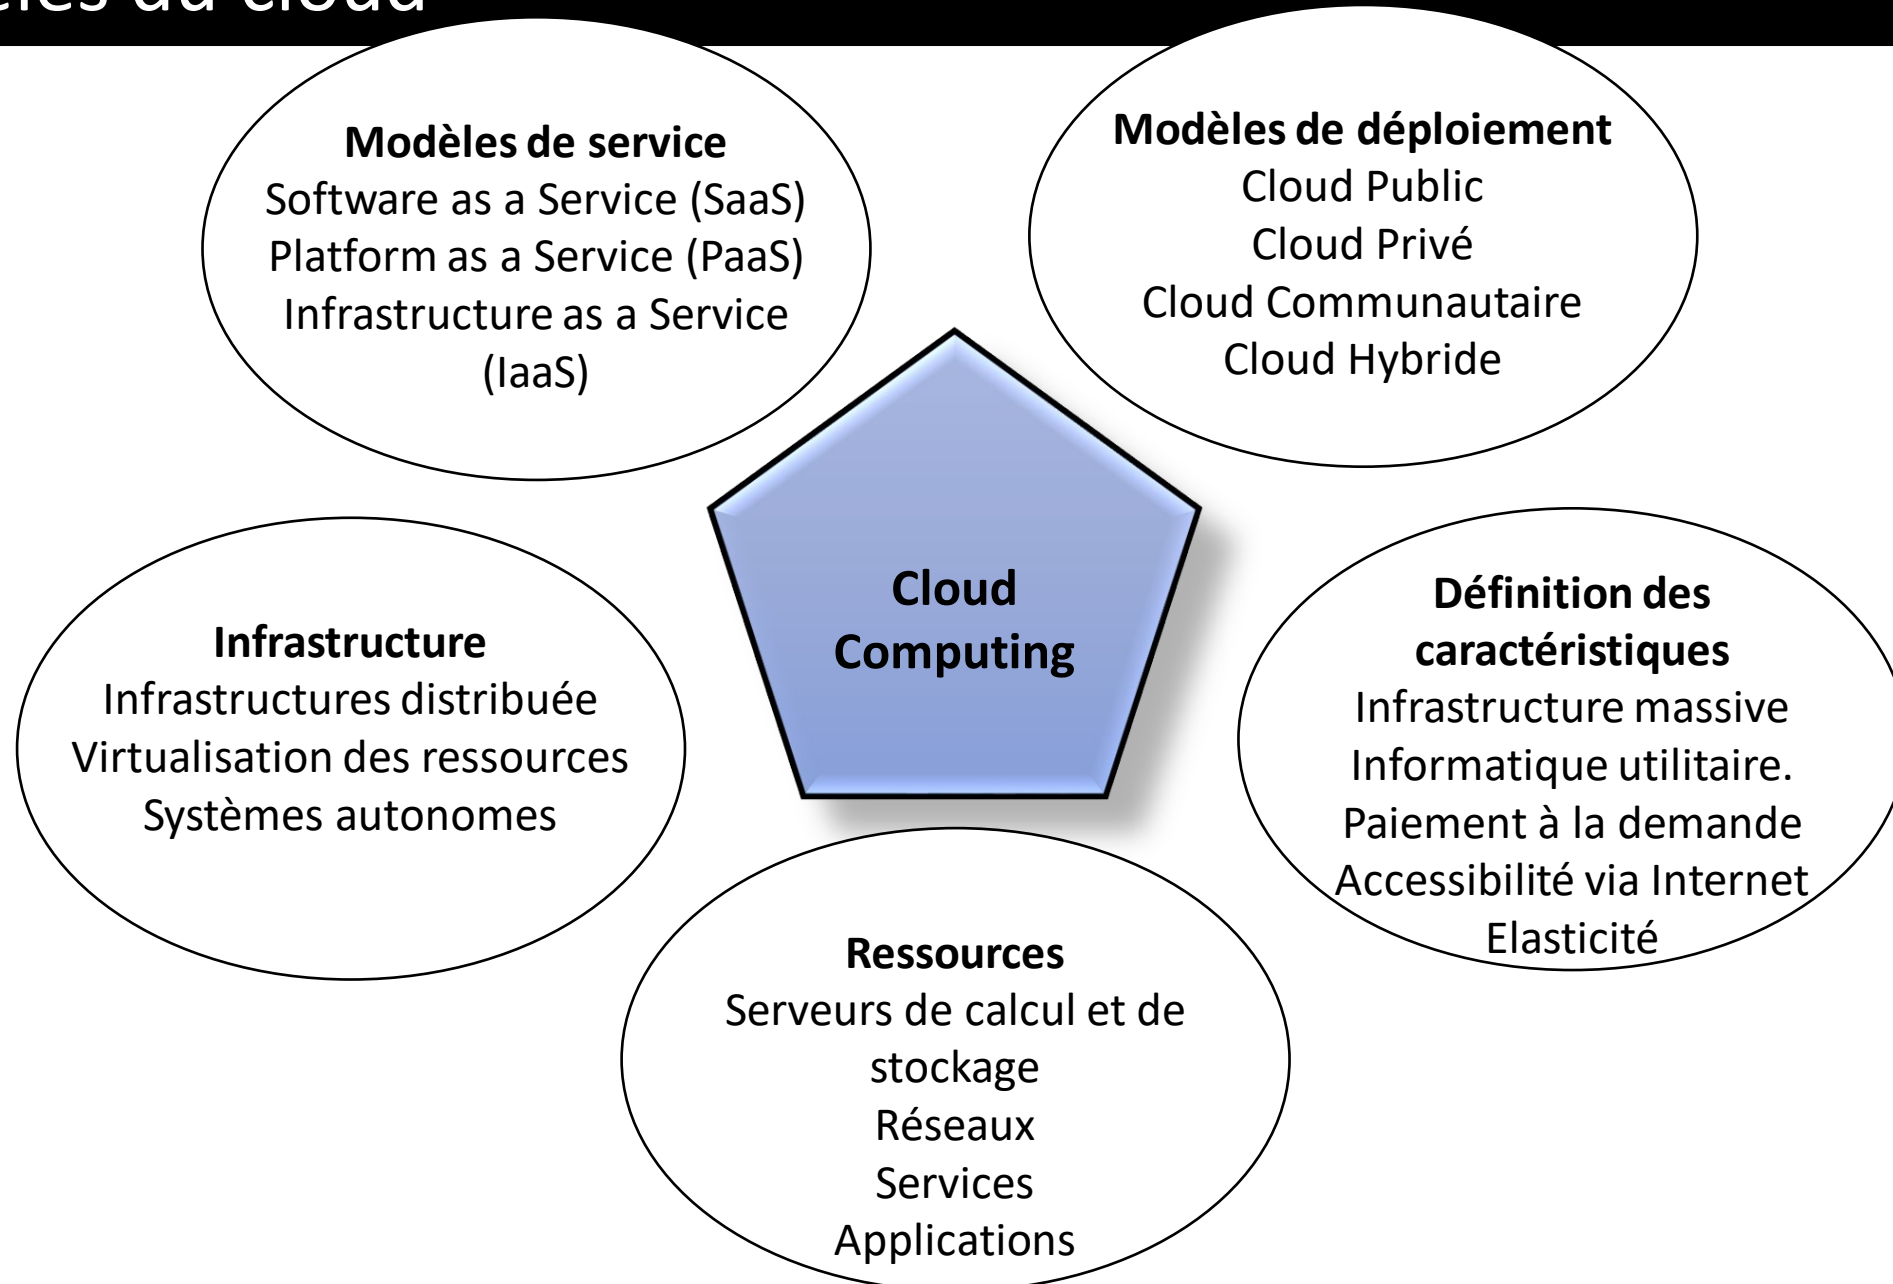 du cloud
Modèles de service
Software as a Service (SaaS)
Platform as a Service (PaaS)
Infrastructure as a Service
(IaaS)
Modèles de déploiement
Cloud Public
Cloud Privé
Cloud Communautaire
Cloud Hybride
Cloud
Computing
Infrastructure
Infrastructures distribuée
Virtualisation des ressources
Systèmes autonomes
Définition des
caractéristiques
Infrastructure massive
Informatique utilitaire.
Paiement à la demande
Accessibilité via Internet
Elasticité
Ressources
Serveurs de calcul et de
stockage
Réseaux
Services
Applications